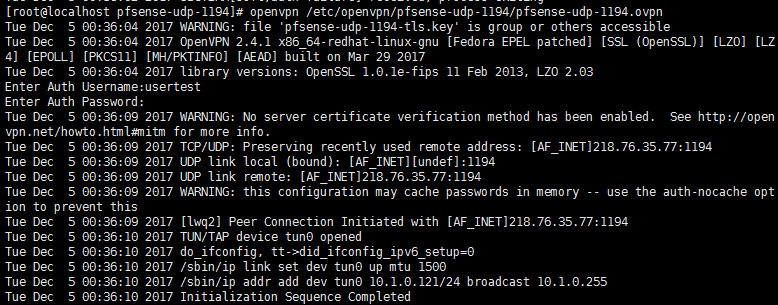 [root@localhost pfsense-udp-1194]# openvpn /etc/openvpn/pfsense-udp-1194/pfsense-udp-1194.ovpn
Tue Dec  5 00:36:04 2017 WARNING: file 'pfsense-udp-1194-tls.key' is group or others accessible
Tue Dec  5 00:36:04 2017 OpenVPN 2.4.1 x86_64-redhat-linux-gnu [Fedora EPEL patched] [SSL (OpenSSL)] [LZO] [LZ
4] [EPOLL] [PKCS11] [MH/PKTINFO] [AEAD] built on Mar 29 2017
Tue Dec  5 00:36:04 2017 library versions: OpenSSL 1.0.1e-fips 11 Feb 2013, LZO 2.03
Enter Auth Username:usertest
Enter Auth Password:
Tue Dec  5 00:36:09 2017 WARNING: No server certificate verification method has been enabled.  See http://open
vpn.net/howto.html#mitm for more info.
Tue Dec  5 00:36:09 2017 TCP/UDP: Preserving recently used remote address: [AF_INET]218.76.35.77:1194
Tue Dec  5 00:36:09 2017 UDP link local (bound): [AF_INET][undef]:1194
Tue Dec  5 00:36:09 2017 UDP link remote: [AF_INET]218.76.35.77:1194
Tue Dec  5 00:36:09 2017 WARNING: this configuration may cache passwords in memory -- use the auth-nocache opt
ion to prevent this
Tue Dec  5 00:36:09 2017 [lwq2] Peer Connection Initiated with [AF_INET]218.76.35.77:1194
Tue Dec  5 00:36:10 2017 TUN/TAP device tun0 opened
Tue Dec  5 00:36:10 2017 do_ifconfig, tt->did_ifconfig_ipv6_setup=0
Tue Dec  5 00:36:10 2017 /sbin/ip link set dev tun0 up mtu 1500
Tue Dec  5 00:36:10 2017 /sbin/ip addr add dev tun0 10.1.0.121/24 broadcast 10.1.0.255
Tue Dec  5 00:36:10 2017 Initialization Sequence Completed